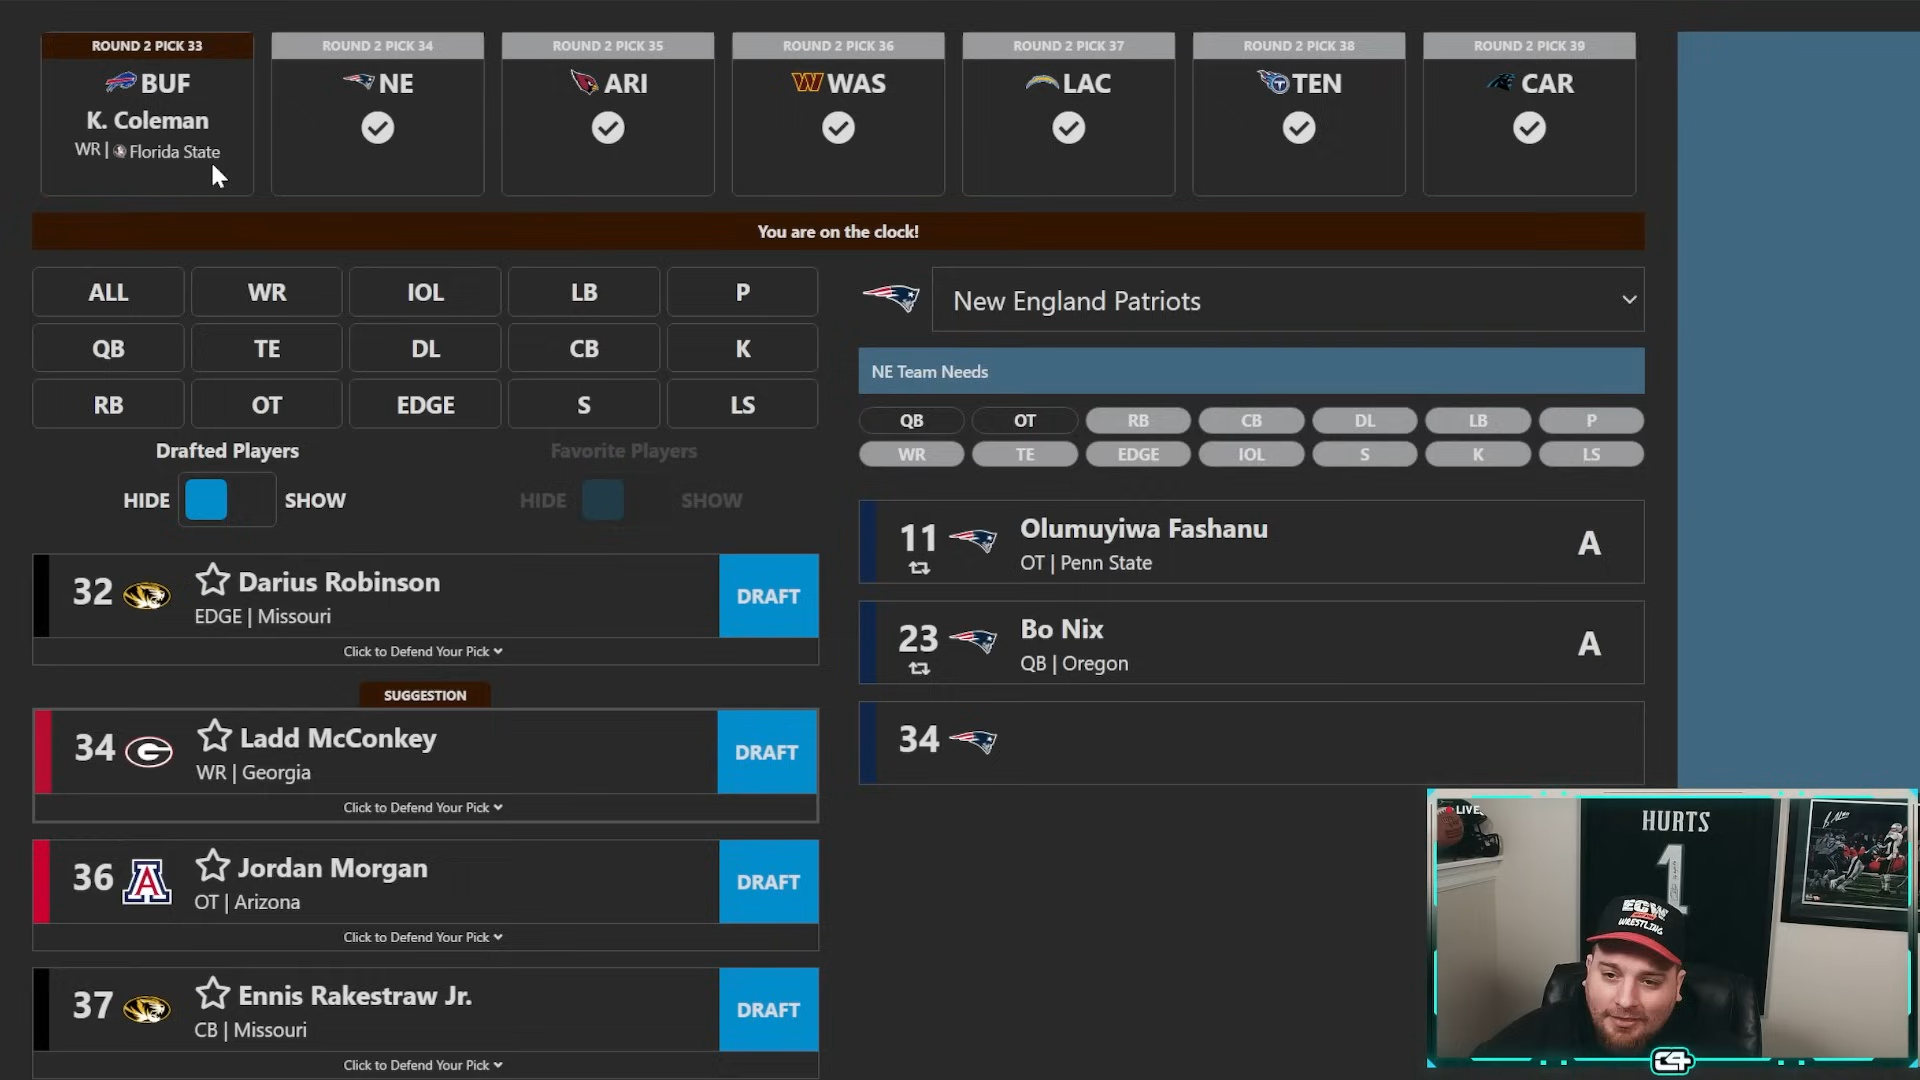 ROUND 2 PICK 33
BUF
K. Coleman
WR | Florida State
ROUND 2 PICK 34
NE
ROUND 2 PICK 35
ARI
ROUND 2 PICK 36
WAS
ROUND 2 PICK 37
LAC
ROUND 2 PICK 38
TEN
ROUND 2 PICK 39
CAR
You are on the clock!
ALL WR IOL LB P
QB TE DL CB K
RB OT EDGE S LS
Drafted Players
HIDE SHOW
Favorite Players
HIDE SHOW
32 Darius Robinson
EDGE | Missouri
DRAFT
Click to Defend Your Pick
SUGGESTION
34 G Ladd McConkey
WR | Georgia
DRAFT
Click to Defend Your Pick
36 A Jordan Morgan
OT | Arizona
DRAFT
Click to Defend Your Pick
37 Ennis Rakestraw Jr.
CB | Missouri
DRAFT
Click to Defend Your Pick
New England Patriots
NE Team Needs
QB OT RB CB DL LB P
WR TE EDGE IOL S K LS
11 Olumuyiwa Fashanu A
OT | Penn State
23 Bo Nix A
QB | Oregon
34
LIVE
HURTS
1
ECW
WRESTLING
C4